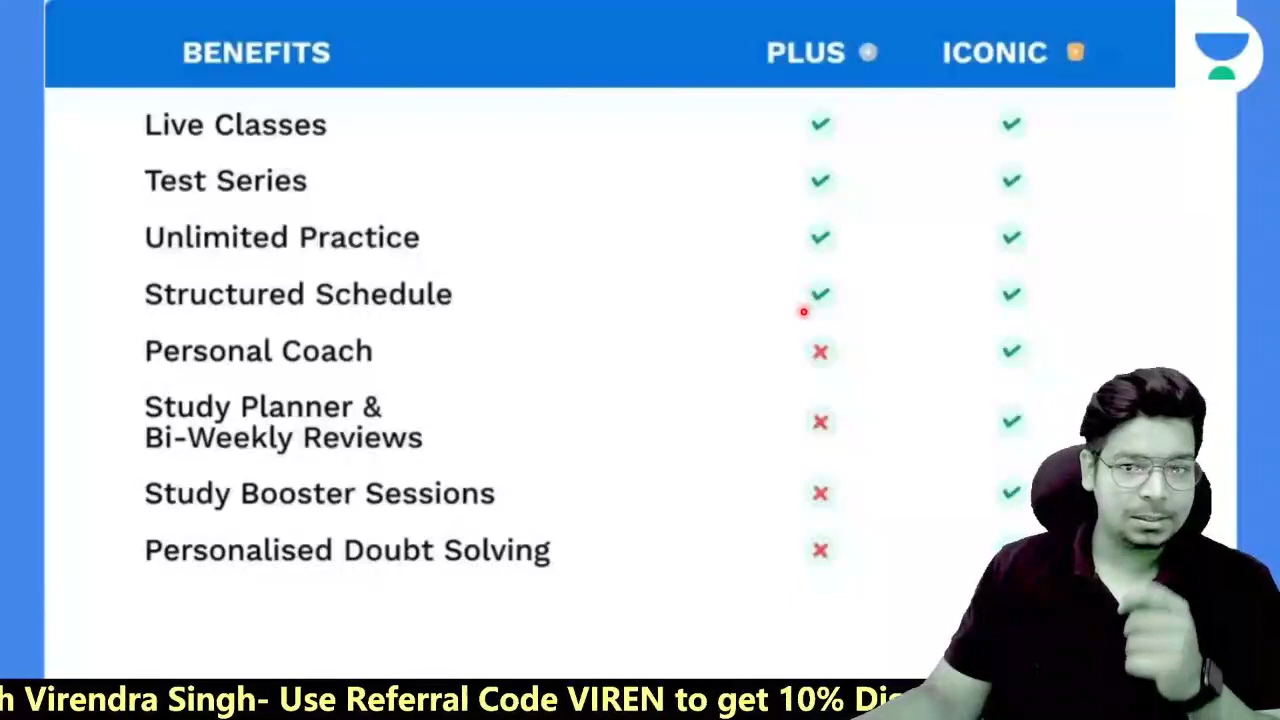 BENEFITS PLUS ICONIC
Live Classes
Test Series
Unlimited Practice
Structured Schedule
Personal Coach
Study Planner &
Bi-Weekly Reviews
Study Booster Sessions
Personalised Doubt Solving
Virendra Singh- Use Referral Code VIREN to get 10%